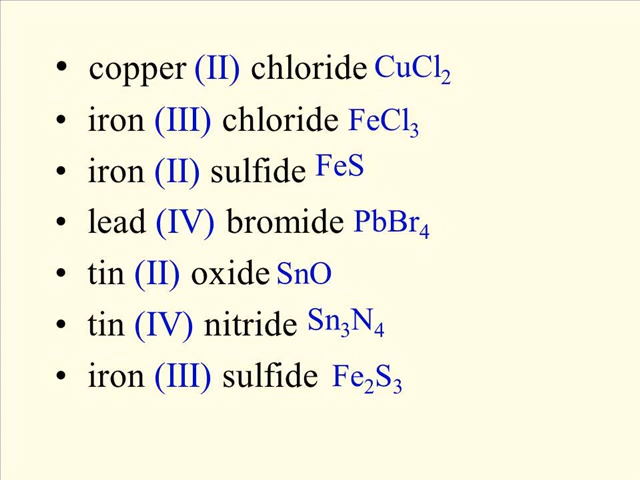 • copper (II) chloride CuCl₂
• iron (III) chloride FeCl₃
• iron (II) sulfide FeS
• lead (IV) bromide PbBr₄
• tin (II) oxide SnO
• tin (IV) nitride Sn₃N₄
• iron (III) sulfide Fe₂S₃